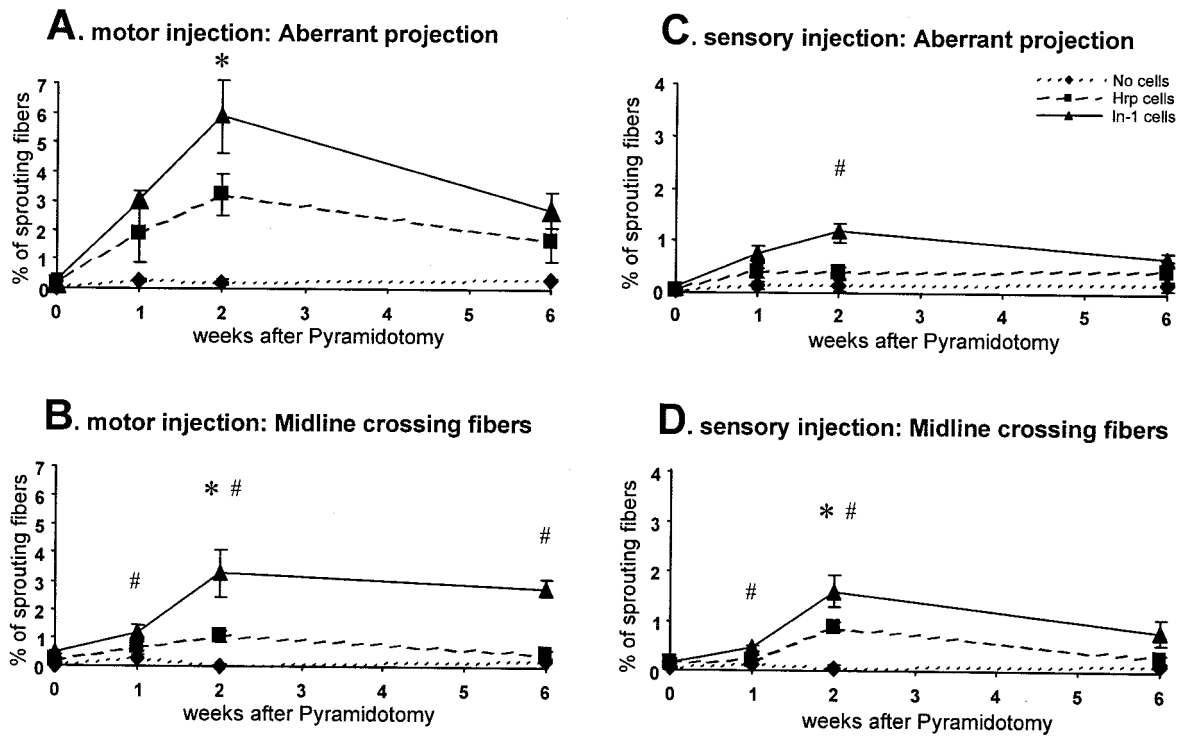 A. motor injection: Aberrant projection
*
7
6
5
4
3
2
1
0
% of sprouting fibers
0 1 2 3 4 5 6
weeks after Pyramidotomy
C. sensory injection: Aberrant projection
No cells
Hrp cells
In-1 cells
#
4
3
2
1
0
% of sprouting fibers
0 1 2 3 4 5 6
weeks after Pyramidotomy
B. motor injection: Midline crossing fibers
* #
#
#
7
6
5
4
3
2
1
0
% of sprouting fibers
0 1 2 3 4 5 6
weeks after Pyramidotomy
D. sensory injection: Midline crossing fibers
* #
#
4
3
2
1
0
% of sprouting fibers
0 1 2 3 4 5 6
weeks after Pyramidotomy